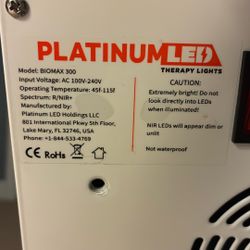 PLATINUMLED
THERAPY LIGHTS
Model: BIOMAX 300
Input Voltage: AC 100V-240V
Operating Temperature: 45f-115f
Spectrum: R/NIR+
Manufactured by:
Platinum LED Holdings LLC
801 International Pkwy 5th Floor,
Lake Mary, FL 32746, USA
Phone: +1-844-533-4769
CE RoHs
CAUTION:
Extremely bright! Do not
look directly into LEDs
when illuminated!
NIR LEDs will appear dim or
unlit
Not waterproof